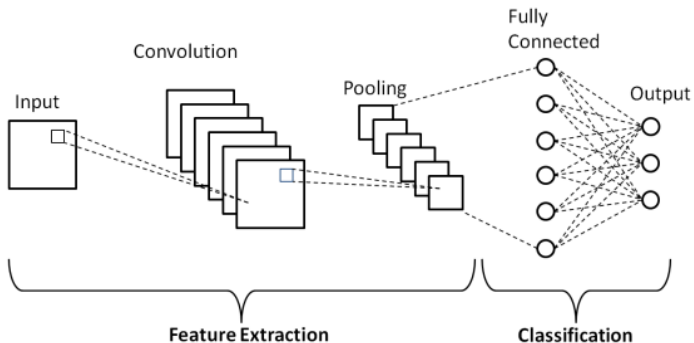 Input
Convolution
Pooling
Fully
Connected
Output
Feature Extraction
Classification